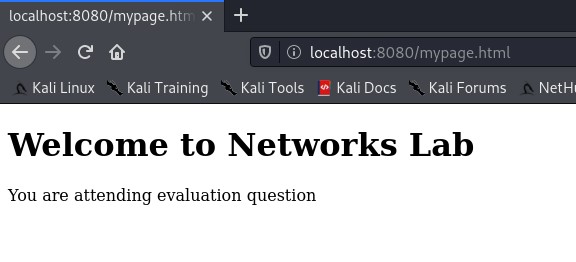 localhost:8080/mypage.htm
localhost:8080/mypage.html
Kali Linux Kali Training Kali Tools Kali Docs Kali Forums NetHu
Welcome to Networks Lab
You are attending evaluation question